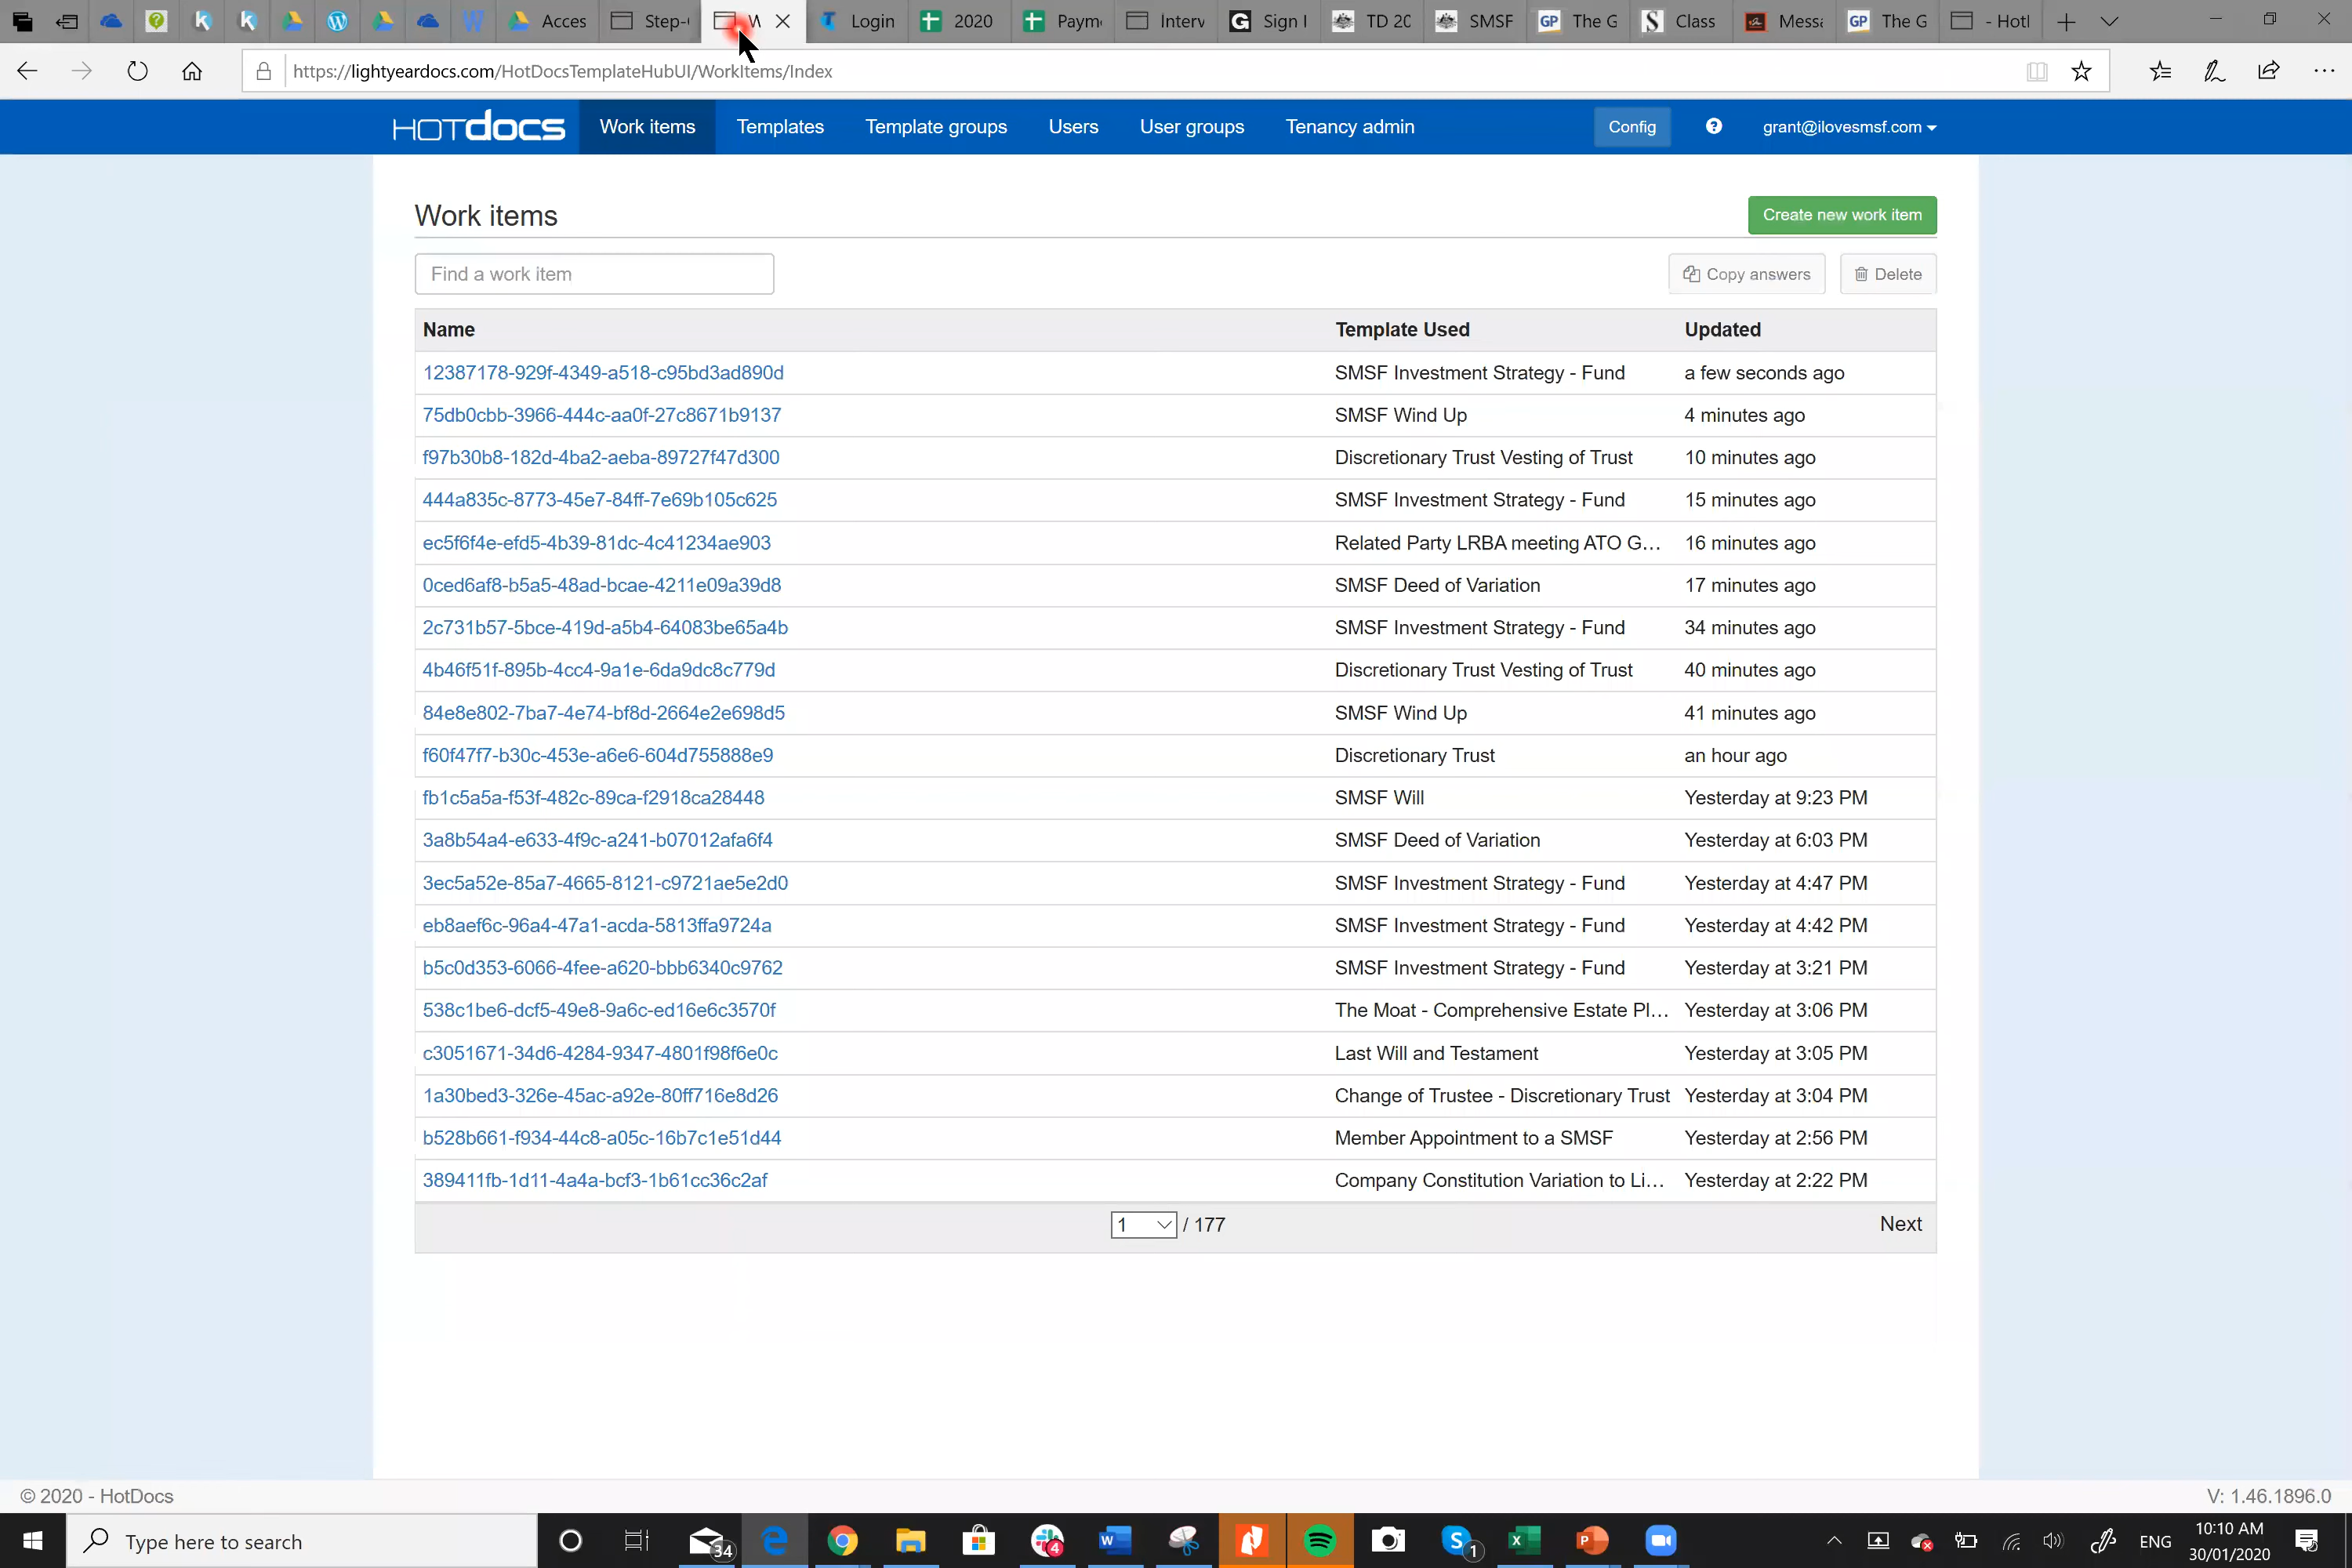 Acces
Step-
W
Login
2020
Payme
Interv
Sign I
TD 20
SMSF
GP The G
Class
Messa
GP The G
- Hotl
https://lightyeardocs.com/HotDocsTemplateHubUI/WorkItems/Index
HOTdocs Work items Templates Template groups Users User groups Tenancy admin Config ? grant@ilovesmsf.com
Work items
Create new work item
Find a work item
Copy answers Delete
Name Template Used Updated
12387178-929f-4349-a518-c95bd3ad890d SMSF Investment Strategy - Fund a few seconds ago
75db0cbb-3966-444c-aa0f-27c8671b9137 SMSF Wind Up 4 minutes ago
f97b30b8-182d-4ba2-aeba-89727f47d300 Discretionary Trust Vesting of Trust 10 minutes ago
444a835c-8773-45e7-84ff-7e69b105c625 SMSF Investment Strategy - Fund 15 minutes ago
ec5f6f4e-efd5-4b39-81dc-4c41234ae903 Related Party LRBA meeting ATO G... 16 minutes ago
0ced6af8-b5a5-48ad-bcae-4211e09a39d8 SMSF Deed of Variation 17 minutes ago
2c731b57-5bce-419d-a5b4-64083be65a4b SMSF Investment Strategy - Fund 34 minutes ago
4b46f51f-895b-4cc4-9a1e-6da9dc8c779d Discretionary Trust Vesting of Trust 40 minutes ago
84e8e802-7ba7-4e74-bf8d-2664e2e698d5 SMSF Wind Up 41 minutes ago
f60f47f7-b30c-453e-a6e6-604d755888e9 Discretionary Trust an hour ago
fb1c5a5a-f53f-482c-89ca-f2918ca28448 SMSF Will Yesterday at 9:23 PM
3a8b54a4-e633-4f9c-a241-b07012afa6f4 SMSF Deed of Variation Yesterday at 6:03 PM
3ec5a52e-85a7-4665-8121-c9721ae5e2d0 SMSF Investment Strategy - Fund Yesterday at 4:47 PM
eb8aef6c-96a4-47a1-acda-5813ffa9724a SMSF Investment Strategy - Fund Yesterday at 4:42 PM
b5c0d353-6066-4fee-a620-bbb6340c9762 SMSF Investment Strategy - Fund Yesterday at 3:21 PM
538c1be6-dcf5-49e8-9a6c-ed16e6c3570f The Moat - Comprehensive Estate Pl... Yesterday at 3:06 PM
c3051671-34d6-4284-9347-4801f98f6e0c Last Will and Testament Yesterday at 3:05 PM
1a30bed3-326e-45ac-a92e-80ff716e8d26 Change of Trustee - Discretionary Trust Yesterday at 3:04 PM
b528b661-f934-44c8-a05c-16b7c1e51d44 Member Appointment to a SMSF Yesterday at 2:56 PM
389411fb-1d11-4a4a-bcf3-1b61cc36c2af Company Constitution Variation to Li... Yesterday at 2:22 PM
1 / 177 Next
© 2020 - HotDocs V: 1.46.1896.0
Type here to search 34 4 1 ENG 10:10 AM
30/01/2020